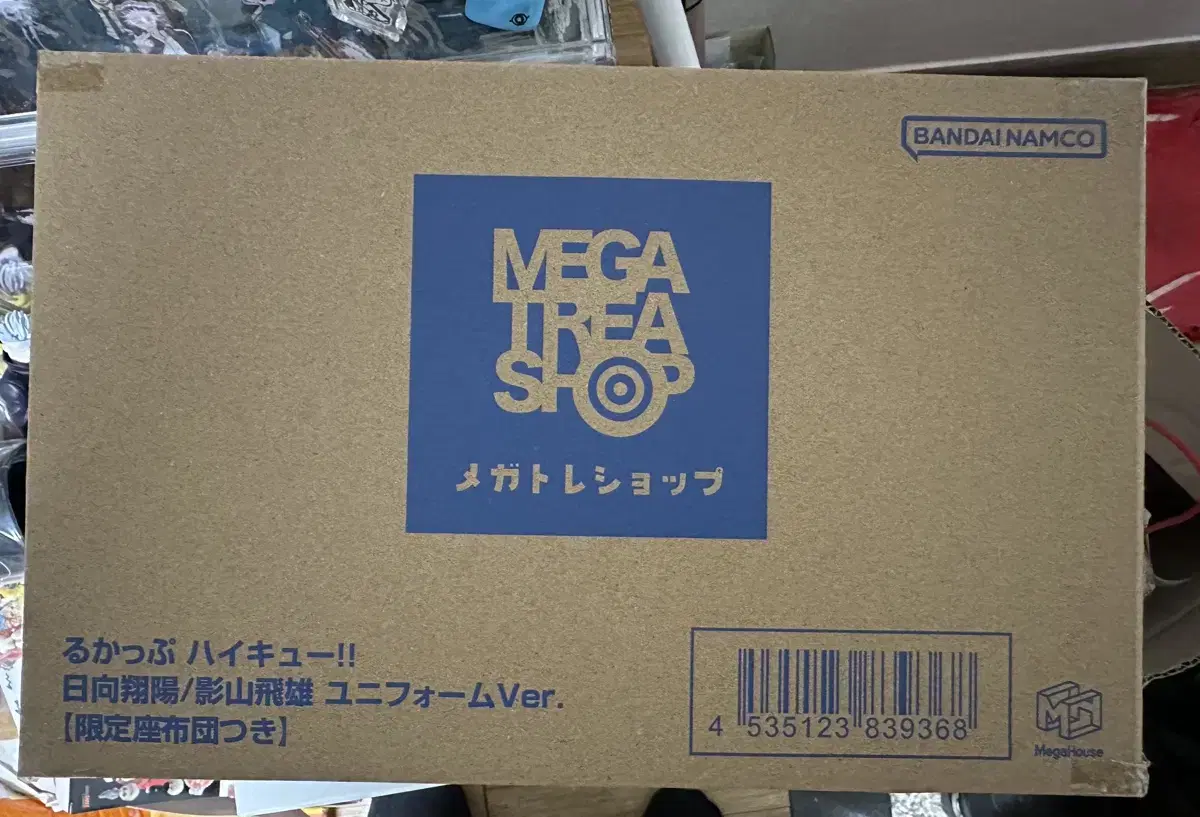 BANDAI NAMCO
MEGA
TREA
SHOP
メガトレショップ
るかっぷ ハイキュー!!
日向翔陽/影山飛雄 ユニフォームVer.
【限定座布団つき】
4 535123 839368
MegaHouse